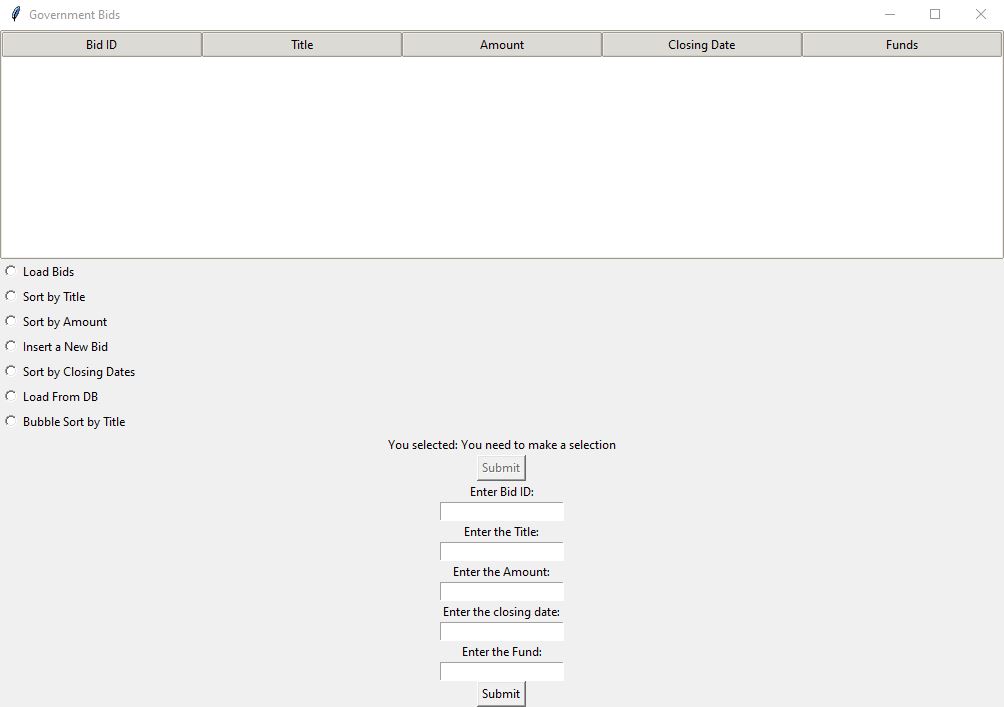 Government Bids
Bid ID Title Amount Closing Date Funds
Load Bids
Sort by Title
Sort by Amount
Insert a New Bid
Sort by Closing Dates
Load From DB
Bubble Sort by Title
You selected: You need to make a selection
Submit
Enter Bid ID:
Enter the Title:
Enter the Amount:
Enter the closing date:
Enter the Fund:
Submit